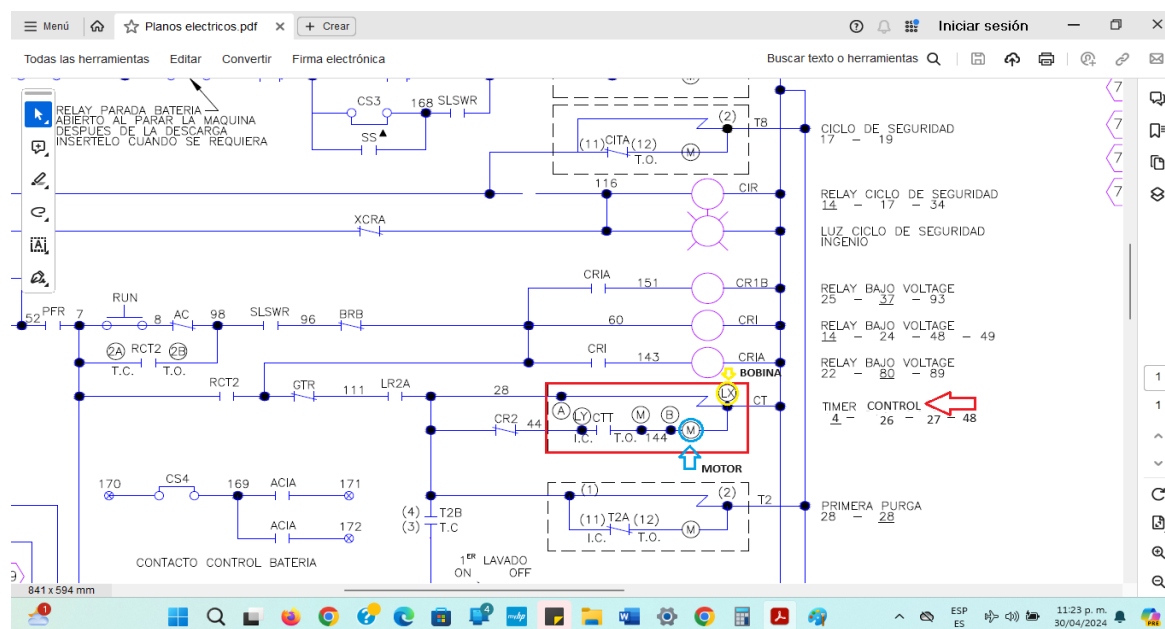 Menú
Planos electricos.pdf
+ Crear
Iniciar sesión
Todas las herramientas
Editar
Convertir
Firma electrónica
Buscar texto o herramientas
RELAY PARADA BATERIA
ABIERTO AL PARAR LA MAQUINA
DESPUES DE LA DESCARGA
INSERTELO CUANDO SE REQUIERA
CS3
168
SLSWR
SS
(2)
T8
(11)
CITA
(12)
T.O.
M
CICLO DE SEGURIDAD
17 – 19
7
7
7
7
116
CIR
RELAY CICLO DE SEGURIDAD
14 – 17 – 34
XCRA
LUZ CICLO DE SEGURIDAD
INGENIO
CRIA
151
CR1B
RELAY BAJO VOLTAGE
25 – 37 – 93
52
PFR
7
RUN
8
AC
98
SLSWR
96
BRB
60
CRI
RELAY BAJO VOLTAGE
14 – 24 – 48 – 49
2A
RCT2
2B
T.C.
T.O.
CRI
143
CRIA
RELAY BAJO VOLTAGE
22 – 80 – 89
BOBINA
RCT2
GTR
111
LR2A
28
LX
CT
TIMER CONTROL
4 – 26 – 27 – 48
CR2
44
A
LY
CTT
M
B
M
I.C.
T.O.
144
MOTOR
170
CS4
169
ACIA
171
ACIA
172
CONTACTO CONTROL BATERIA
(4)
T2B
(3)
T.C
(1)
(2)
T2
(11)
T2A
(12)
I.C.
T.O.
M
PRIMERA PURGA
28 – 28
1ER LAVADO
ON OFF
1
1
841 x 594 mm
ESP
ES
11:23 p. m.
30/04/2024